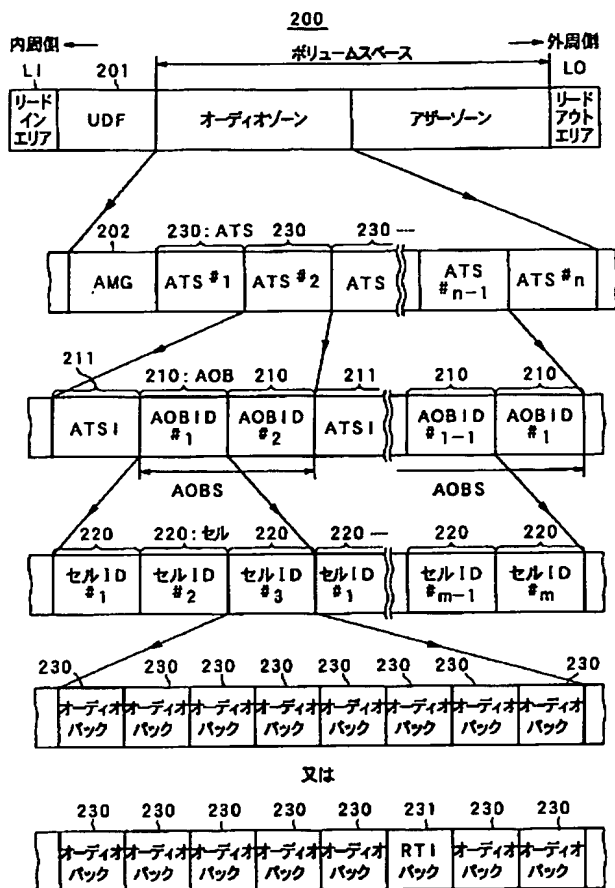 200
内周側 ← ボリュームスペース → 外周側
LI 201 LO
リードインエリア UDF オーディオゾーン アザーゾーン リードアウトエリア
202 230:ATS 230 230 ---
AMG ATS #1 ATS #2 ATS ATS #n-1 ATS #n
211 210:AOB 210 211 210 210
ATSI AOBID #1 AOBID #2 ATSI AOBID #1-1 AOBID #1
AOBS AOBS
220 220:セル 220 220 --- 220 220
セルID #1 セルID #2 セルID #3 セルID #1 セルID #m-1 セルID #m
230 230 230 230 230 230 230 230
オーディオパック オーディオパック オーディオパック オーディオパック オーディオパック オーディオパック オーディオパック オーディオパック
又は
230 230 230 230 230 231 230 230
オーディオパック オーディオパック オーディオパック オーディオパック オーディオパック RTIパック オーディオパック オーディオパック